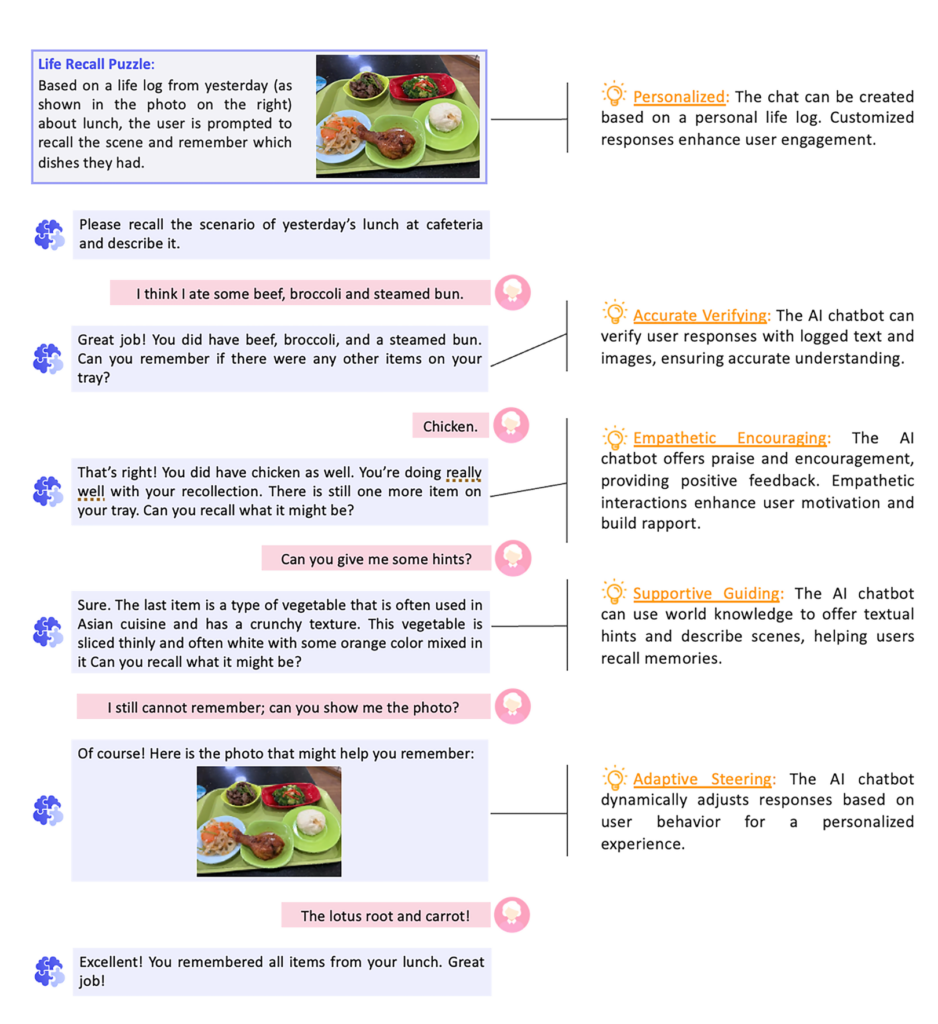 Life Recall Puzzle:
Based on a life log from yesterday (as
shown in the photo on the right)
about lunch, the user is prompted to
recall the scene and remember which
dishes they had.
Personalized: The chat can be created
based on a personal life log. Customized
responses enhance user engagement.
Please recall the scenario of yesterday’s lunch at cafeteria
and describe it.
I think I ate some beef, broccoli and steamed bun.
Great job! You did have beef, broccoli, and a steamed bun.
Can you remember if there were any other items on your
tray?
Accurate Verifying: The AI chatbot can
verify user responses with logged text and
images, ensuring accurate understanding.
Chicken.
That’s right! You did have chicken as well. You’re doing really
well with your recollection. There is still one more item on
your tray. Can you recall what it might be?
Empathetic Encouraging: The AI
chatbot offers praise and encouragement,
providing positive feedback. Empathetic
interactions enhance user motivation and
build rapport.
Can you give me some hints?
Sure. The last item is a type of vegetable that is often used in
Asian cuisine and has a crunchy texture. This vegetable is
sliced thinly and often white with some orange color mixed in
it Can you recall what it might be?
Supportive Guiding: The AI chatbot
can use world knowledge to offer textual
hints and describe scenes, helping users
recall memories.
I still cannot remember; can you show me the photo?
Of course! Here is the photo that might help you remember:
Adaptive Steering: The AI chatbot
dynamically adjusts responses based on
user behavior for a personalized
experience.
The lotus root and carrot!
Excellent! You remembered all items from your lunch. Great
job!